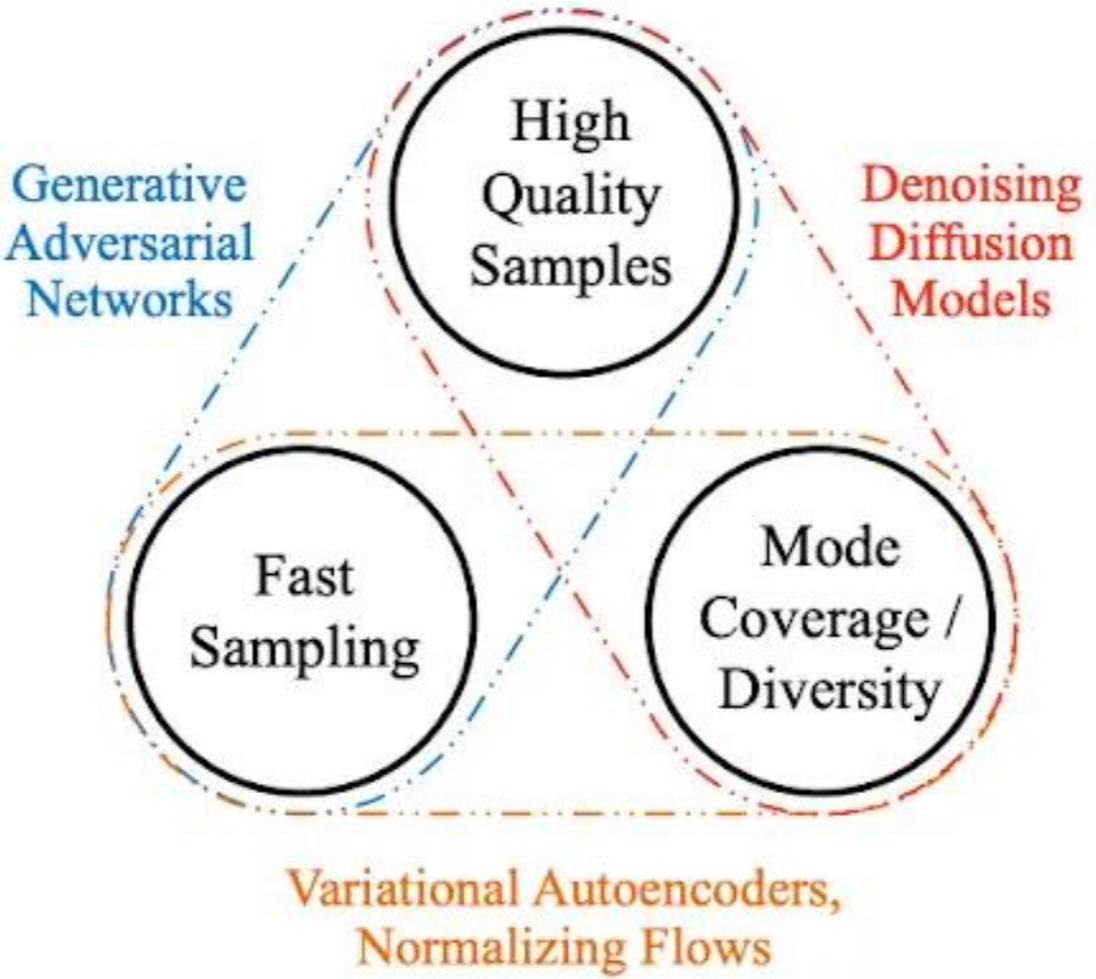 High
Quality
Samples
Generative
Adversarial
Networks
Denoising
Diffusion
Models
Fast
Sampling
Mode
Coverage /
Diversity
Variational Autoencoders,
Normalizing Flows